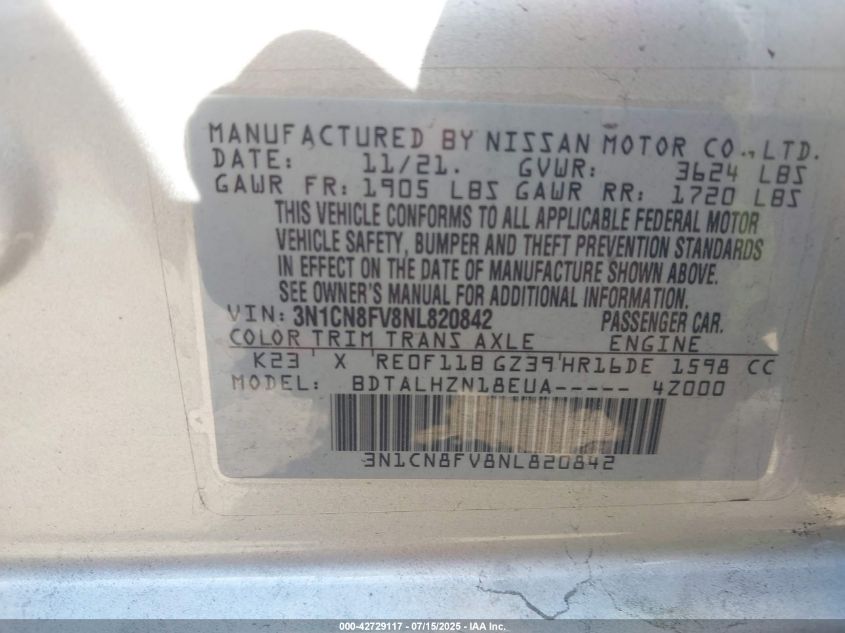 MANUFACTURED BY NISSAN MOTOR CO., LTD.
DATE: 11/21. GVWR: 3624 LBS
GAWR FR: 1905 LBS GAWR RR: 1720 LBS
THIS VEHICLE CONFORMS TO ALL APPLICABLE FEDERAL MOTOR
VEHICLE SAFETY, BUMPER AND THEFT PREVENTION STANDARDS
IN EFFECT ON THE DATE OF MANUFACTURE SHOWN ABOVE.
SEE OWNER'S MANUAL FOR ADDITIONAL INFORMATION.
VIN: 3N1CN8FV8NL820842 PASSENGER CAR.
COLOR TRIM TRANS AXLE ENGINE
K23 X RE0F11B GZ39 HR16DE 1598 CC
MODEL: BDTALHZN18EUA----- 4Z000
3N1CN8FV8NL820842
000-42729117 - 07/15/2025 - IAA Inc.